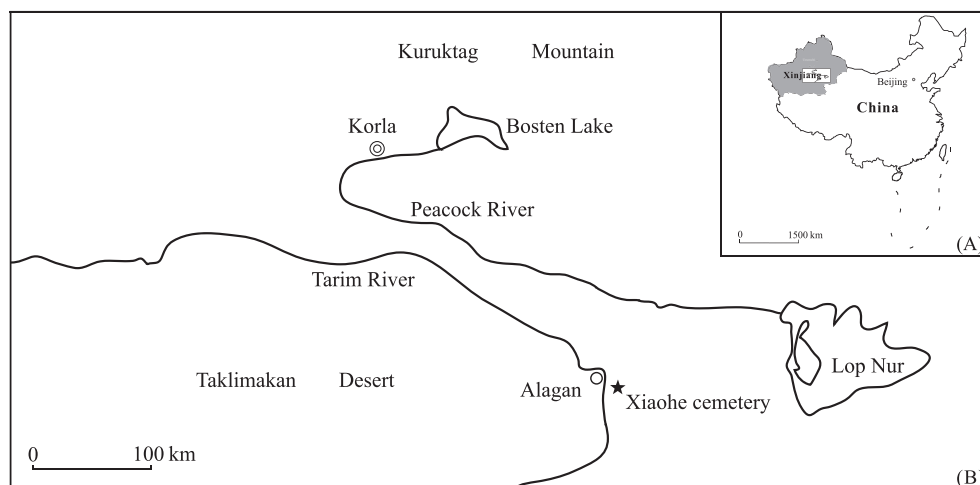 Kuruktag Mountain
Korla
Bosten Lake
Peacock River
Tarim River
Taklimakan Desert
Alagan
Xiaohe cemetery
Lop Nur
0 100 km
(B)
Xinjiang
Beijing
China
0 1500 km
(A)